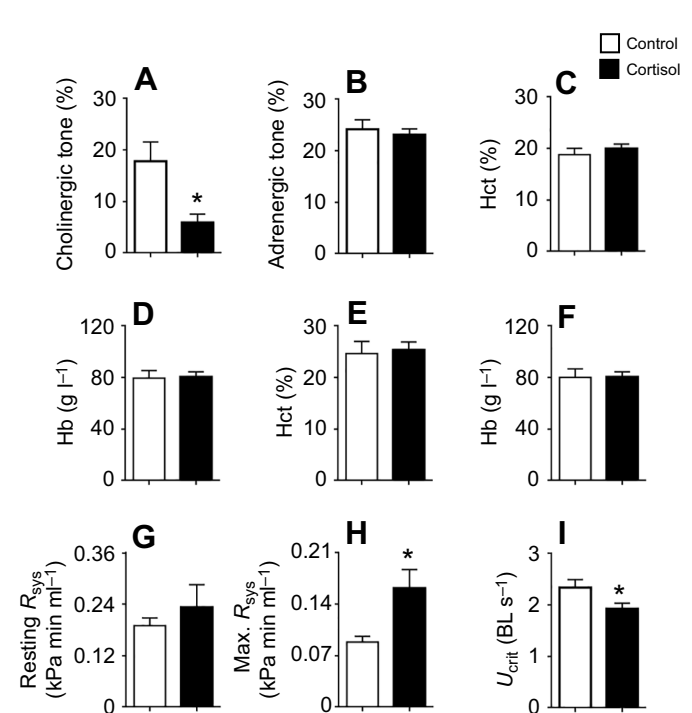 Control
Cortisol
A
Cholinergic tone (%)
30
20
10
0
*
B
Adrenergic tone (%)
30
20
10
0
C
Hct (%)
30
20
10
0
D
Hb (g l⁻¹)
120
80
40
0
E
Hct (%)
30
20
10
0
F
Hb (g l⁻¹)
120
80
40
0
G
Resting Rsys
(kPa min ml⁻¹)
0.36
0.24
0.12
0
H
Max. Rsys
(kPa min ml⁻¹)
0.21
0.14
0.07
0
*
I
Ucrit (BL s⁻¹)
3
2
1
0
*